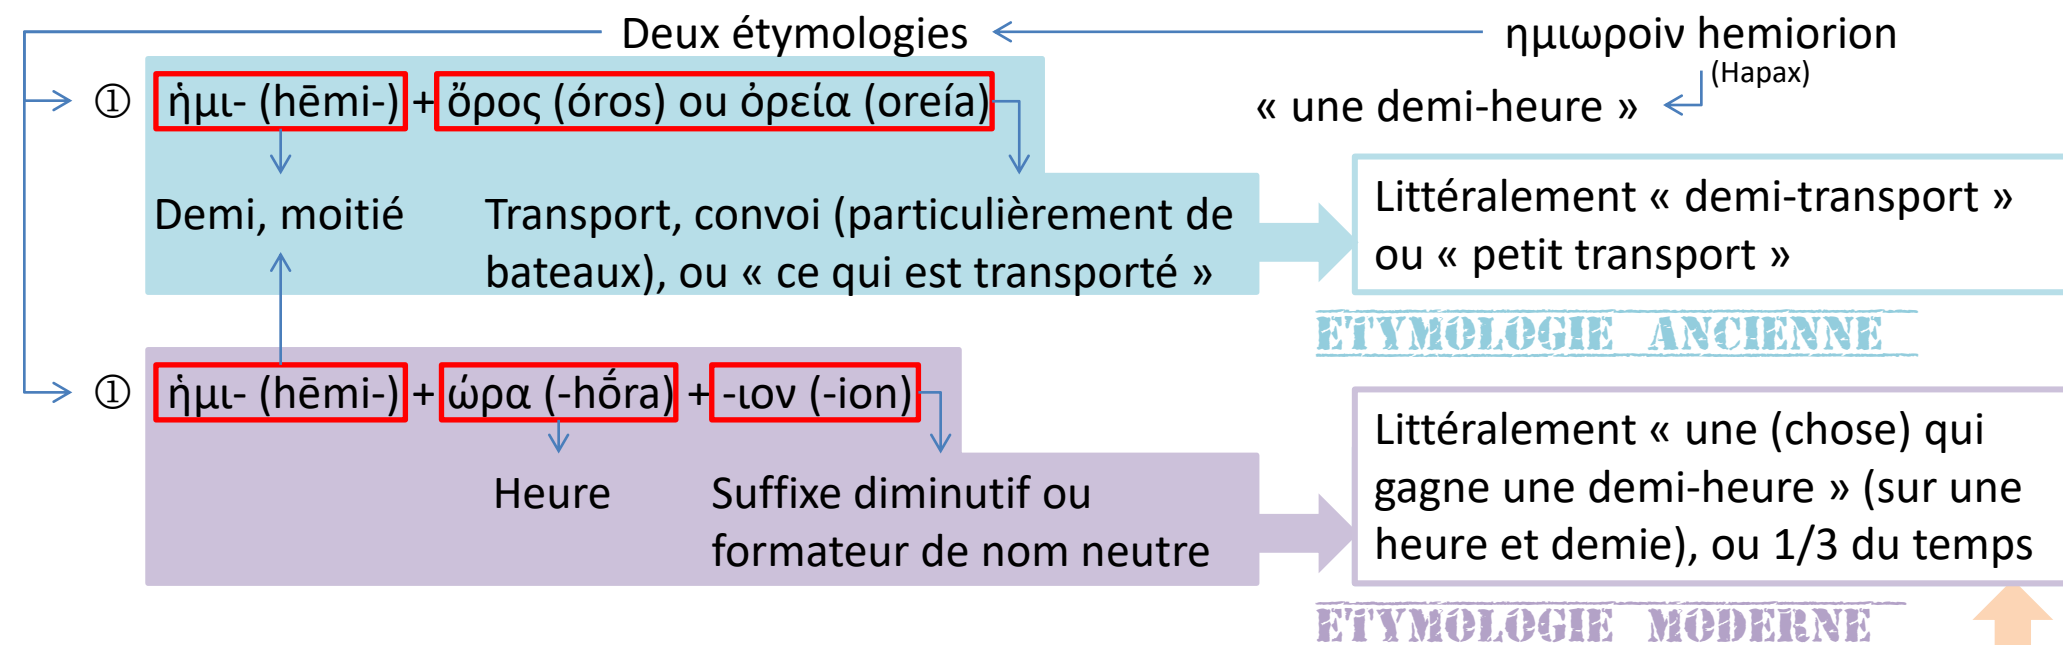 Deux étymologies
ημιωροιν hemiorion
(Hapax)
« une demi-heure »
① ἡμι- (hēmi-) + ὄρος (óros) ou ὀρεία (oreía)
Demi, moitié
Transport, convoi (particulièrement de
bateaux), ou « ce qui est transporté »
Littéralement « demi-transport »
ou « petit transport »
ETYMOLOGIE ANCIENNE
① ἡμι- (hēmi-) + ώρα (-hṓra) + -ιον (-ion)
Heure
Suffixe diminutif ou
formateur de nom neutre
Littéralement « une (chose) qui
gagne une demi-heure » (sur une
heure et demie), ou 1/3 du temps
ETYMOLOGIE MODERNE